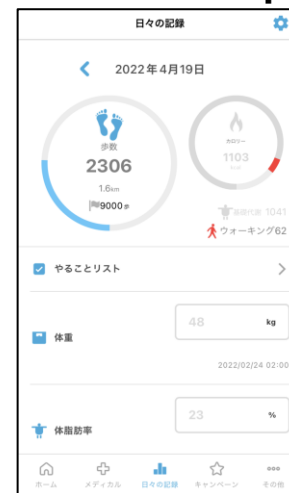 日々の記録
2022年4月19日
歩数
2306
1.6km
9000歩
カロリー
1103
kcal
基礎代謝 1041
ウォーキング62
やることリスト
48 kg
体重
2022/02/24 02:00
23 %
体脂肪率
ホーム メディカル 日々の記録 キャンペーン その他